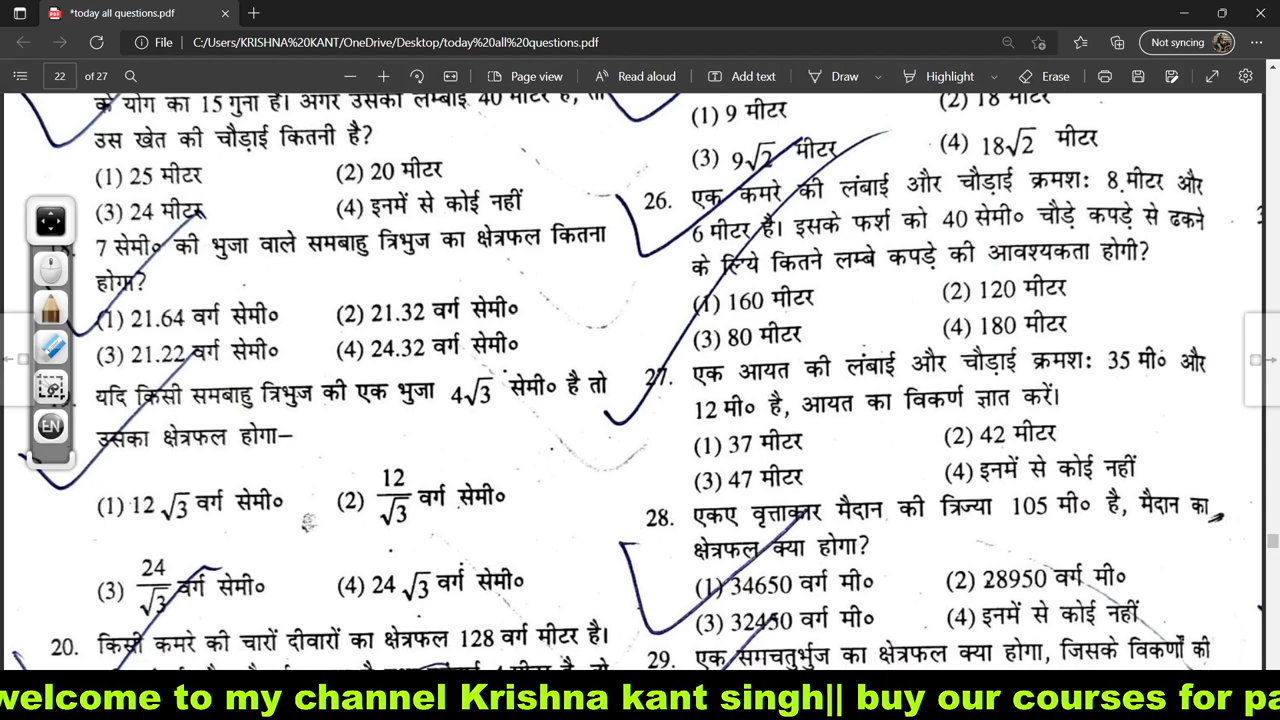 *today all questions.pdf
File
C:/Users/KRISHNA%20KANT/OneDrive/Desktop/today%20all%20questions.pdf
Not syncing
22
of 27
Page view
Read aloud
Add text
Draw
Highlight
Erase
के योग का 15 गुना है। अगर उसकी लम्बाई 40 मीटर है, तो
उस खेत की चौड़ाई कितनी है?
(1) 25 मीटर (2) 20 मीटर
(3) 24 मीटर (4) इनमें से कोई नहीं
7 सेमी० की भुजा वाले समबाहु त्रिभुज का क्षेत्रफल कितना
होगा?
(1) 21.64 वर्ग सेमी० (2) 21.32 वर्ग सेमी०
(3) 21.22 वर्ग सेमी० (4) 24.32 वर्ग सेमी०
यदि किसी समबाहु त्रिभुज की एक भुजा 4√3 सेमी० है तो
उसका क्षेत्रफल होगा–
(1) 12 √3 वर्ग सेमी० (2) 12/√3 वर्ग सेमी०
(3) 24/√3 वर्ग सेमी० (4) 24 √3 वर्ग सेमी०
20. किसी कमरे की चारों दीवारों का क्षेत्रफल 128 वर्ग मीटर है।
(1) 9 मीटर (2) 18 मीटर
(3) 9√2 मीटर (4) 18√2 मीटर
26. एक कमरे की लंबाई और चौड़ाई क्रमश: 8 मीटर और
6 मीटर है। इसके फर्श को 40 सेमी० चौड़े कपड़े से ढकने
के लिये कितने लम्बे कपड़े की आवश्यकता होगी?
(1) 160 मीटर (2) 120 मीटर
(3) 80 मीटर (4) 180 मीटर
27. एक आयत की लंबाई और चौड़ाई क्रमश: 35 मी० और
12 मी० है, आयत का विकर्ण ज्ञात करें।
(1) 37 मीटर (2) 42 मीटर
(3) 47 मीटर (4) इनमें से कोई नहीं
28. एकए वृत्ताकार मैदान की त्रिज्या 105 मी० है, मैदान का
क्षेत्रफल क्या होगा?
(1) 34650 वर्ग मी० (2) 28950 वर्ग मी०
(3) 32450 वर्ग मी० (4) इनमें से कोई नहीं
29. एक समचतुर्भुज का क्षेत्रफल क्या होगा, जिसके विकर्णों की
EN
welcome to my channel Krishna kant singh|| buy our courses for pa